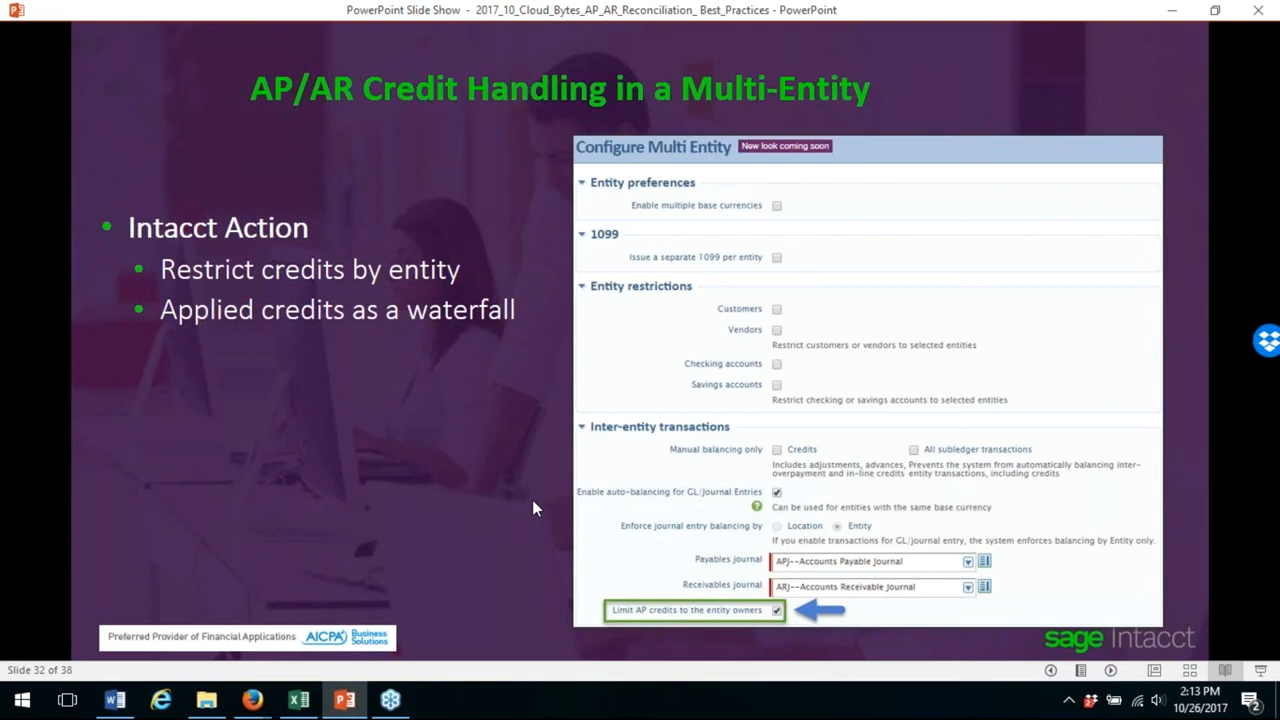 PowerPoint Slide Show - 2017_10_Cloud_Bytes_AP_AR_Reconciliation_ Best_Practices - PowerPoint
AP/AR Credit Handling in a Multi-Entity
• Intacct Action
• Restrict credits by entity
• Applied credits as a waterfall
Configure Multi Entity New look coming soon
Entity preferences
Enable multiple base currencies
1099
Issue a separate 1099 per entity
Entity restrictions
Customers
Vendors
Restrict customers or vendors to selected entities
Checking accounts
Savings accounts
Restrict checking or savings accounts to selected entities
Inter-entity transactions
Manual balancing only Credits All subledger transactions
Includes adjustments, advances, Prevents the system from automatically balancing inter-
overpayment and in-line credits entity transactions, including credits
Enable auto-balancing for GL/Journal Entries
Can be used for entities with the same base currency
Enforce journal entry balancing by Location Entity
If you enable transactions for GL/journal entry, the system enforces balancing by Entity only.
Payables journal APJ--Accounts Payable Journal
Receivables journal ARJ--Accounts Receivable Journal
Limit AP credits to the entity owners
Preferred Provider of Financial Applications AICPA Business
Solutions
sage Intacct
Slide 32 of 38
2:13 PM
10/26/2017
2